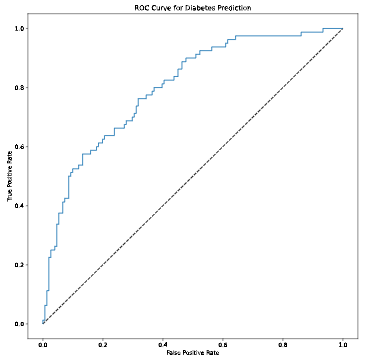 ROC Curve for Diabetes Prediction
1.0
0.8
0.6
0.4
0.2
0.0
True Positive Rate
0.0 0.2 0.4 0.6 0.8 1.0
False Positive Rate